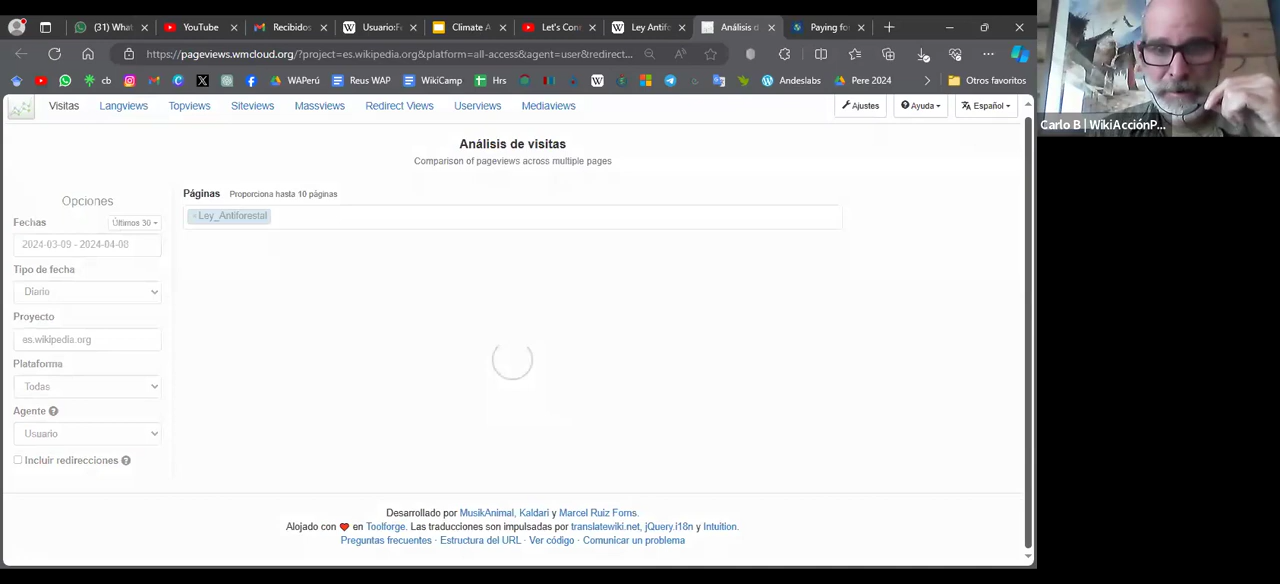 (33) What
YouTube
Recibidos
Usuario:Fe
Climate A
Let's Conn
Ley Antifo
Análisis d
Paying fo
https://pageviews.wmcloud.org/?project=es.wikipedia.org&platform=all-access&agent=user&redirect...
cb
WAPerú
Reus WAP
WikiCamp
Hrs
Andeslabs
Pere 2024
Otros favoritos
Visitas
Langviews
Topviews
Siteviews
Massviews
Redirect Views
Userviews
Mediaviews
Ajustes
Ayuda
Español
Análisis de visitas
Comparison of pageviews across multiple pages
Opciones
Fechas
Últimos 30
2024-03-09 - 2024-04-08
Tipo de fecha
Diario
Proyecto
es.wikipedia.org
Plataforma
Todas
Agente
Usuario
Incluir redirecciones
Páginas Proporciona hasta 10 páginas
×Ley_Antiforestal
Desarrollado por MusikAnimal, Kaldari y Marcel Ruiz Forns.
Alojado con ❤ en Toolforge. Las traducciones son impulsadas por translatewiki.net, jQuery.i18n y Intuition.
Preguntas frecuentes · Estructura del URL · Ver código · Comunicar un problema
Carlo B | WikiAcciónP...